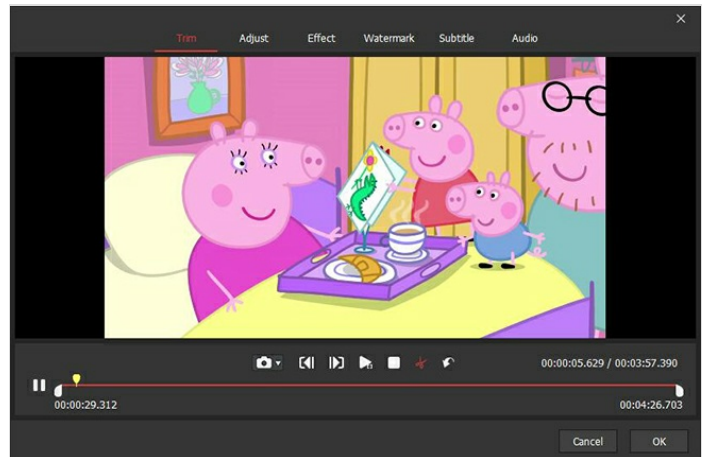 Trim Adjust Effect Watermark Subtitle Audio
00:00:05.629 / 00:03:57.390
00:00:29.312 00:04:26.703
Cancel OK